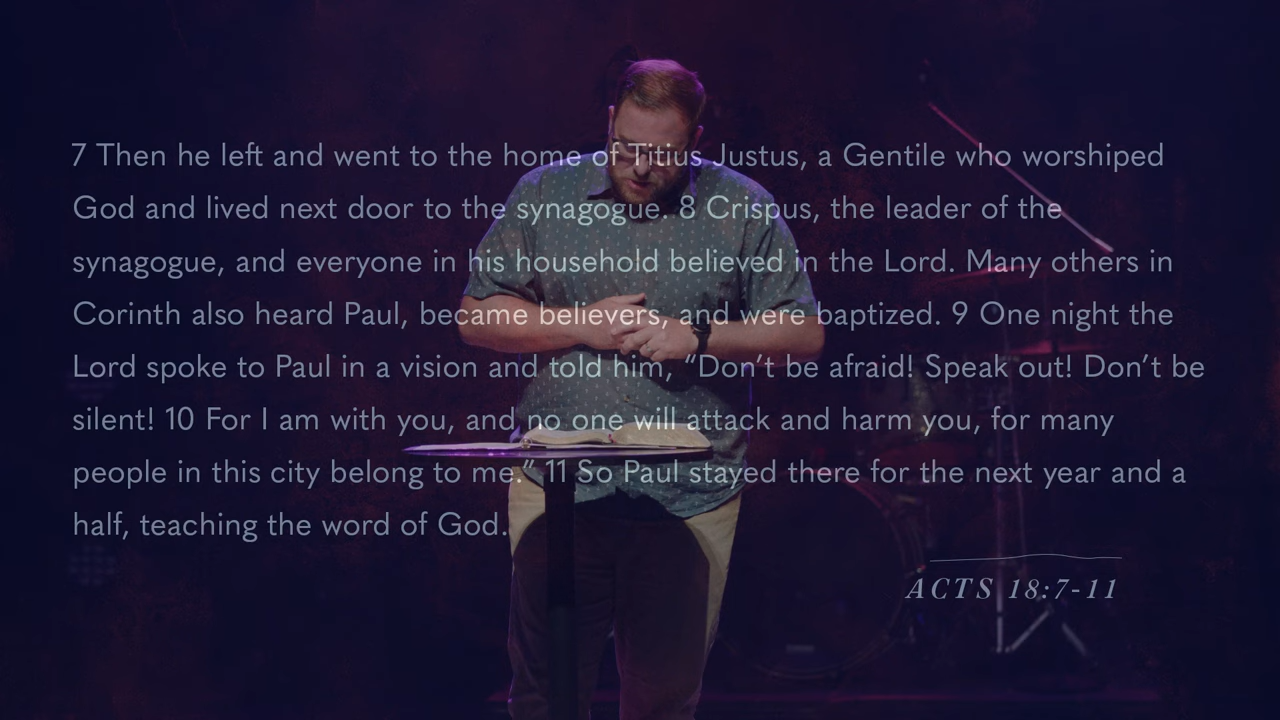 7 Then he left and went to the home of Titius Justus, a Gentile who worshiped
God and lived next door to the synagogue. 8 Crispus, the leader of the
synagogue, and everyone in his household believed in the Lord. Many others in
Corinth also heard Paul, became believers, and were baptized. 9 One night the
Lord spoke to Paul in a vision and told him, “Don’t be afraid! Speak out! Don’t be
silent! 10 For I am with you, and no one will attack and harm you, for many
people in this city belong to me.” 11 So Paul stayed there for the next year and a
half, teaching the word of God.
ACTS 18:7-11